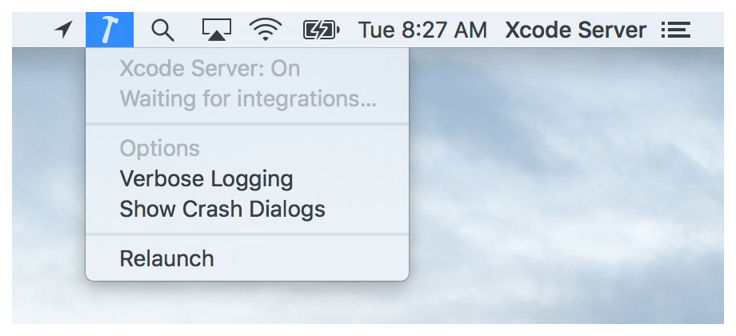 Tue 8:27 AM Xcode Server
Xcode Server: On
Waiting for integrations...
Options
Verbose Logging
Show Crash Dialogs
Relaunch